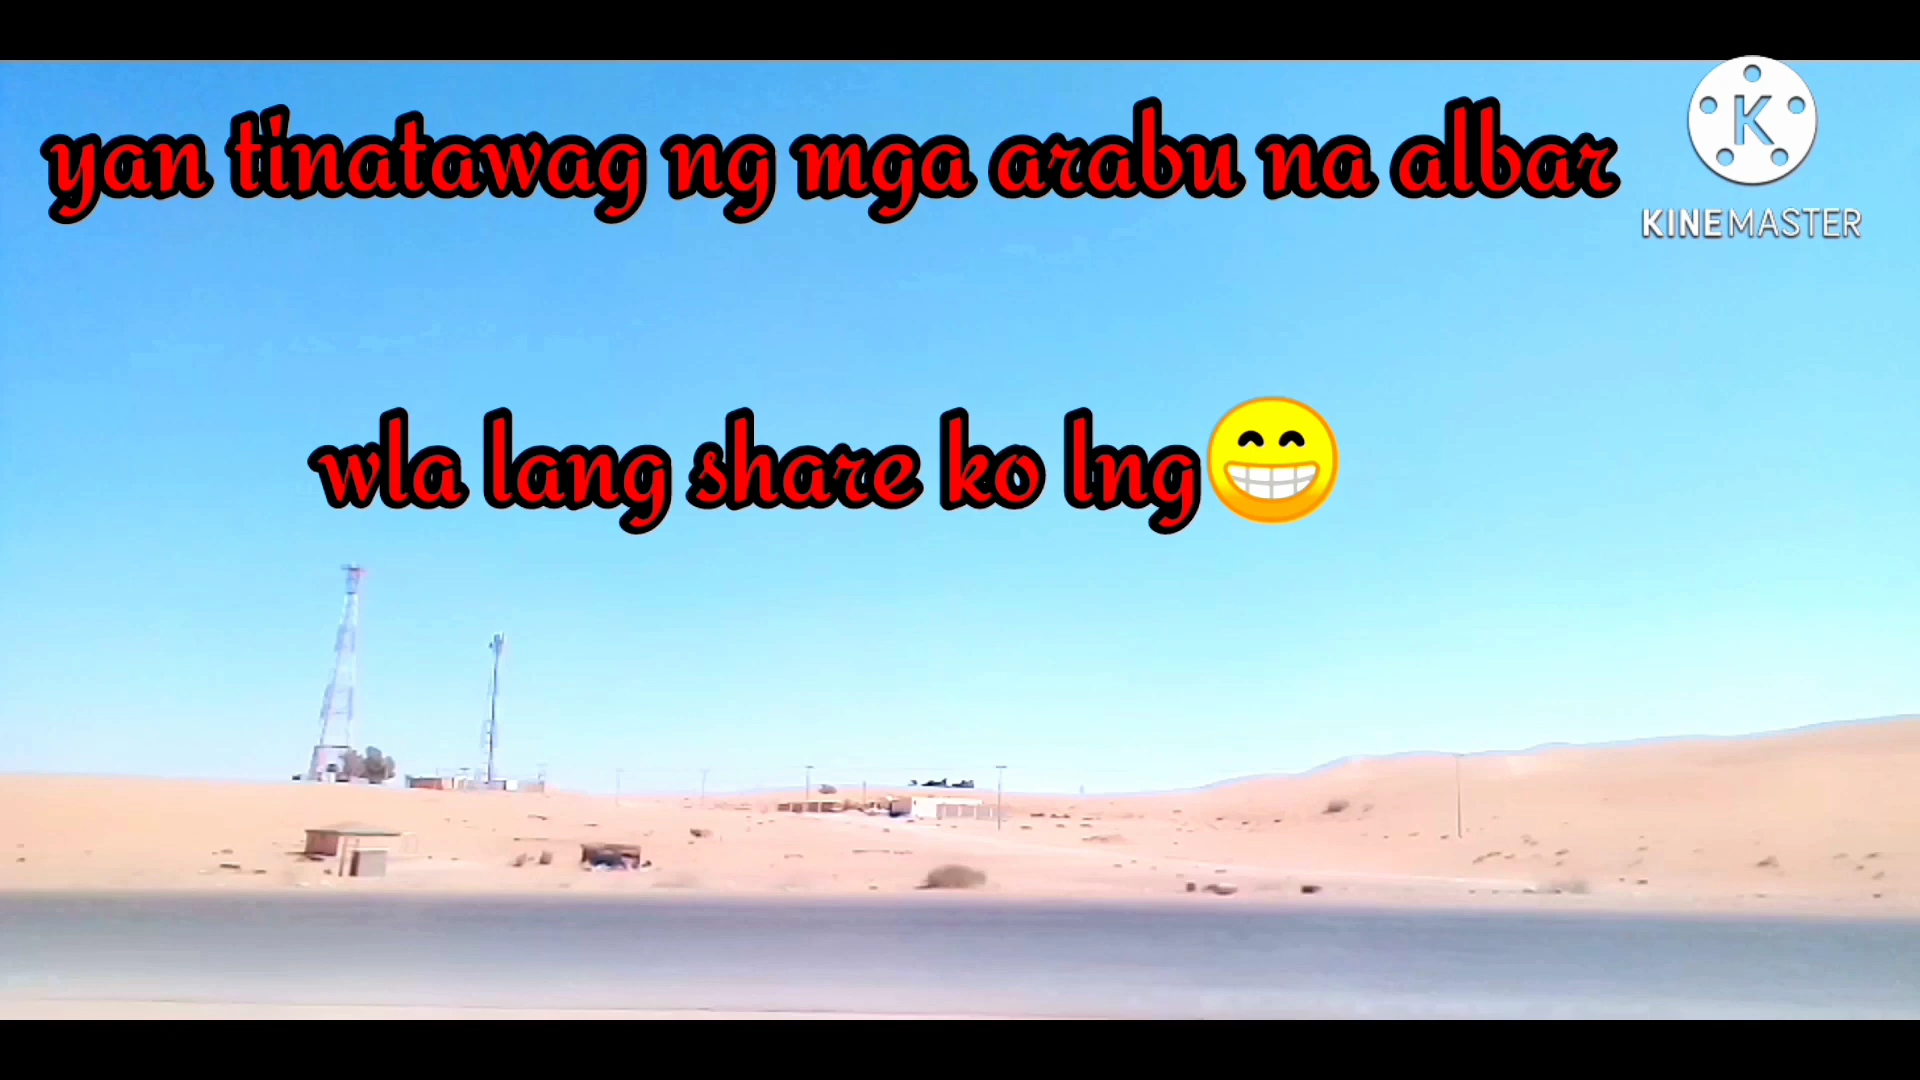 yan tinatawag ng mga arabu na albar
K
KINEMASTER
wla lang share ko lng😁